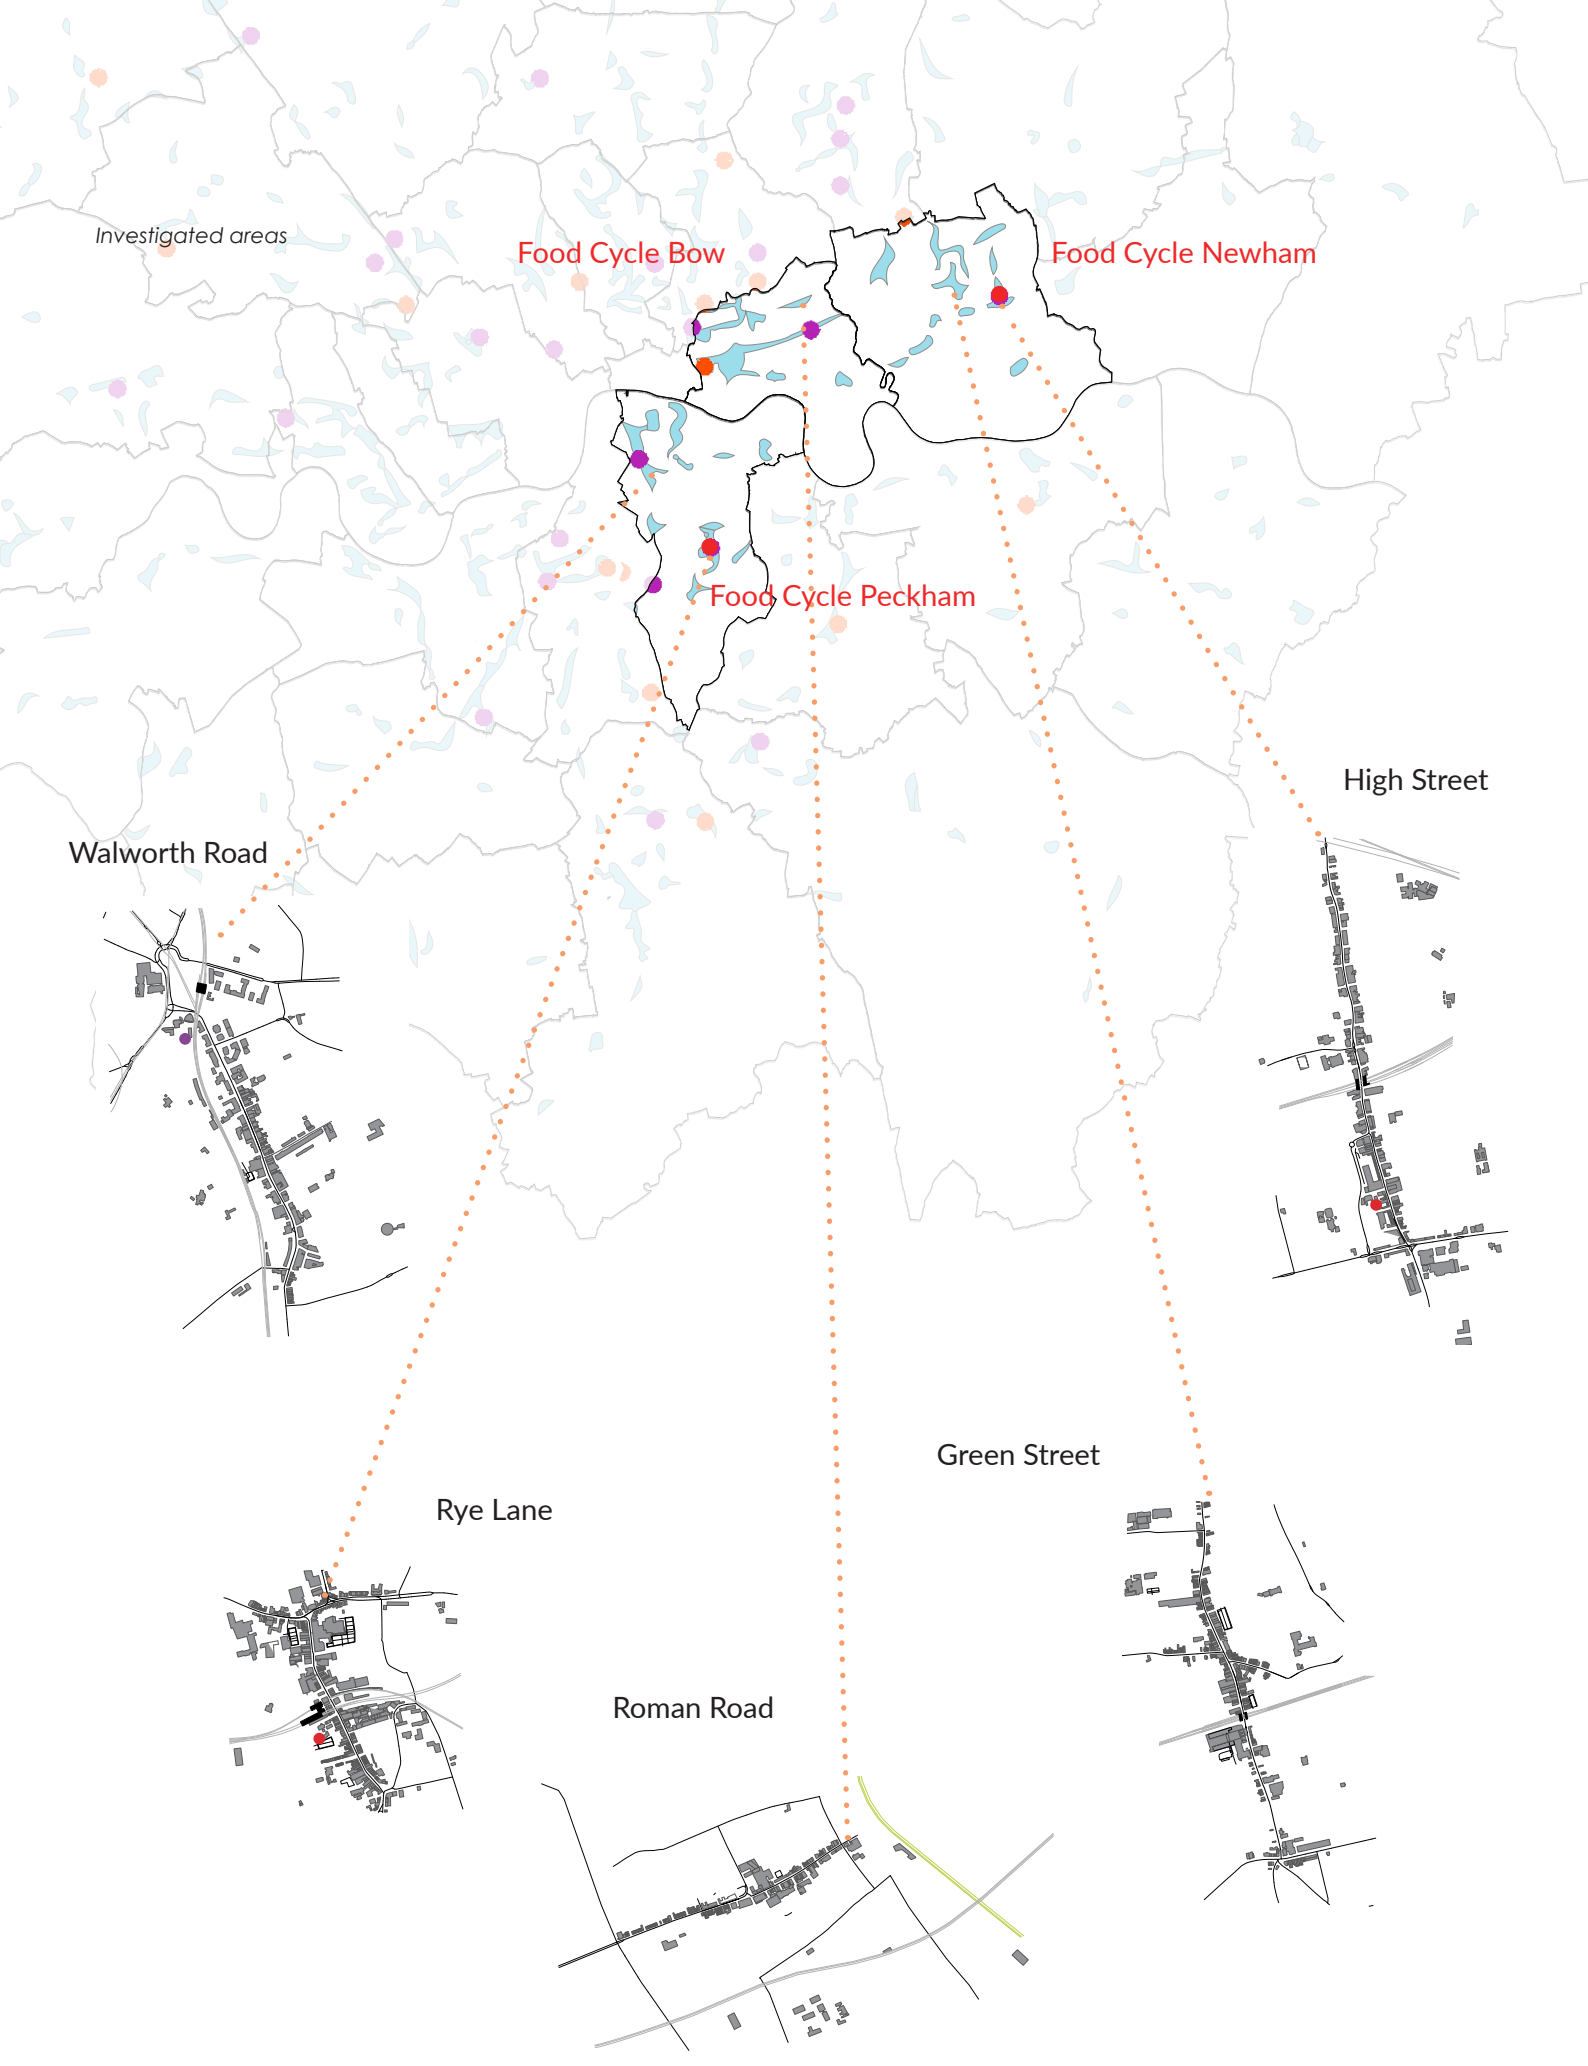 Investigated areas
Food Cycle Bow
Food Cycle Newham
Food Cycle Peckham
High Street
Walworth Road
Green Street
Rye Lane
Roman Road